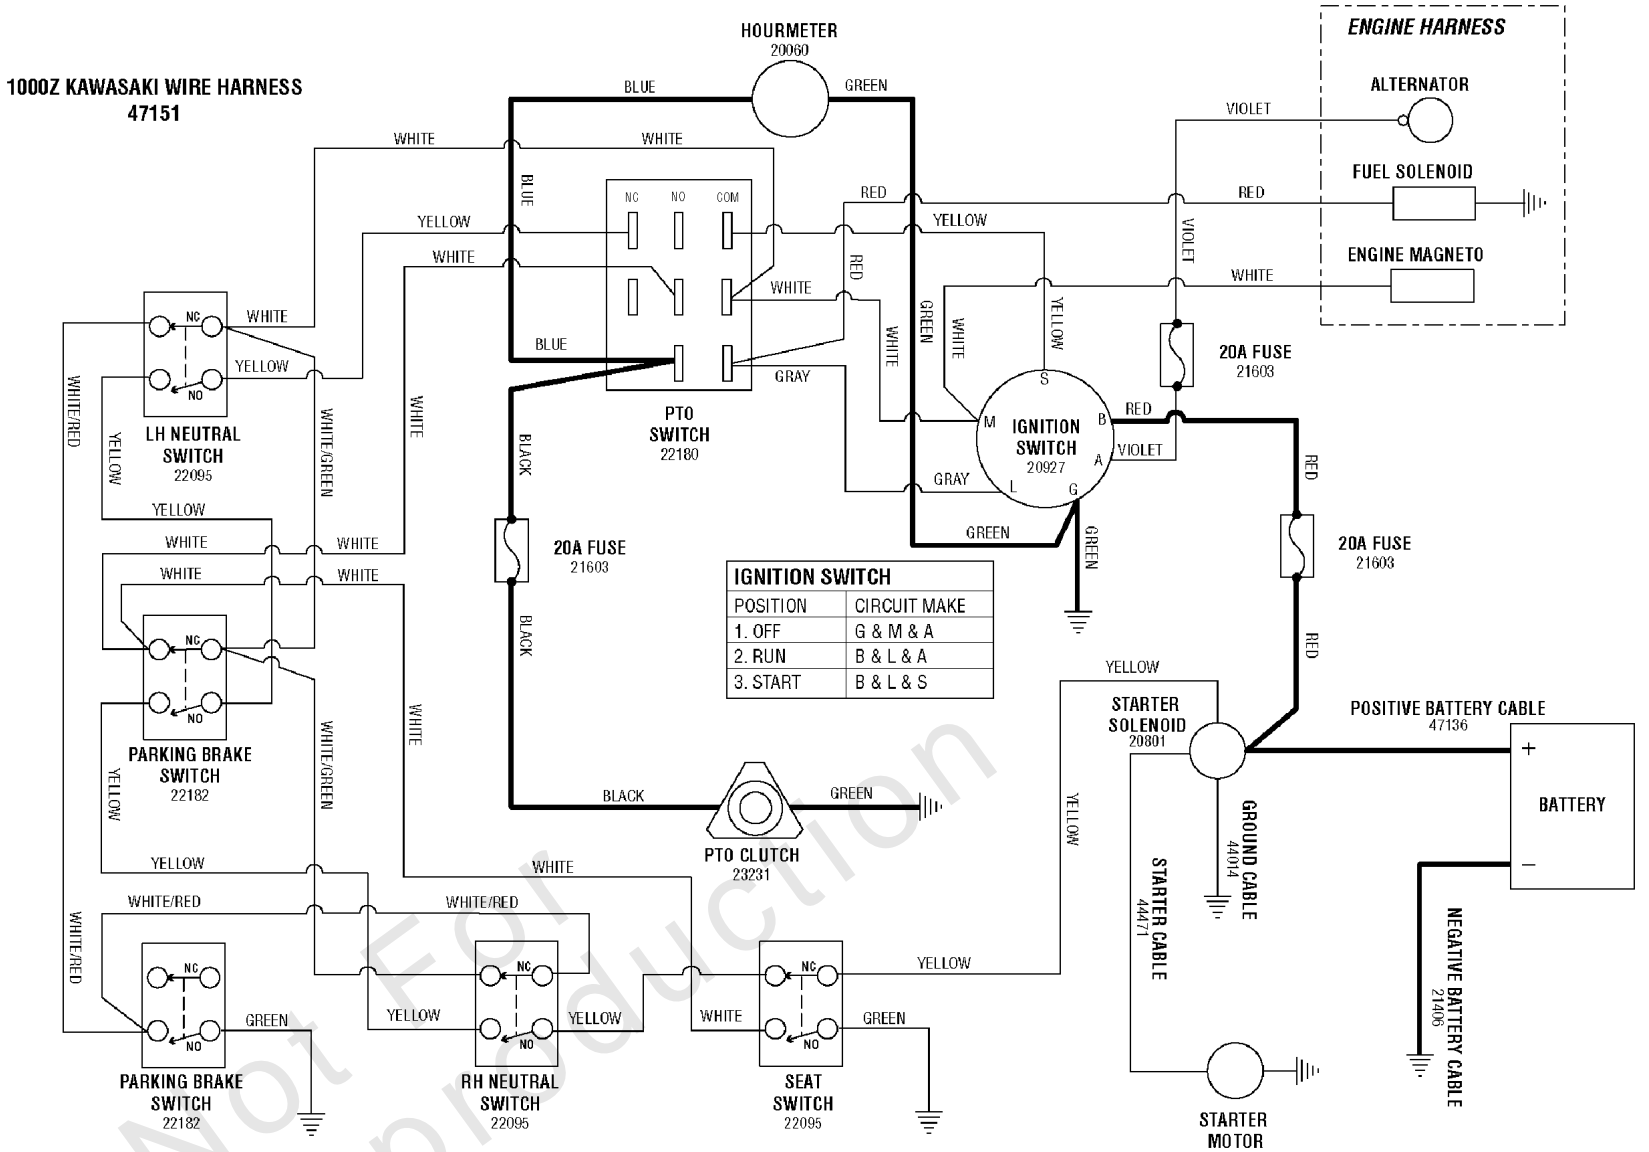 1000Z KAWASAKI WIRE HARNESS
47151
HOURMETER
20060
ENGINE HARNESS
ALTERNATOR
FUEL SOLENOID
ENGINE MAGNETO
BLUE
GREEN
VIOLET
WHITE
WHITE
BLUE
NC
NO
COM
RED
RED
YELLOW
YELLOW
VIOLET
WHITE
RED
WHITE
WHITE
GREEN
YELLOW
WHITE
WHITE
NC
WHITE
BLUE
YELLOW
NO
GRAY
20A FUSE
21603
WHITE/RED
LH NEUTRAL
SWITCH
22095
YELLOW
WHITE/GREEN
WHITE
PTO
SWITCH
22180
BLACK
S
M
B
A
L
G
IGNITION
SWITCH
20927
RED
VIOLET
GRAY
RED
YELLOW
WHITE
WHITE
WHITE
WHITE
20A FUSE
21603
GREEN
GREEN
20A FUSE
21603
BLACK
RED
IGNITION SWITCH
POSITION CIRCUIT MAKE
1. OFF G & M & A
2. RUN B & L & A
3. START B & L & S
NC
NO
PARKING BRAKE
SWITCH
22182
YELLOW
WHITE/GREEN
WHITE
YELLOW
STARTER
SOLENOID
20801
POSITIVE BATTERY CABLE
47136
+
BATTERY
−
BLACK
GREEN
PTO CLUTCH
23231
YELLOW
GROUND CABLE
44014
STARTER CABLE
44471
NEGATIVE BATTERY CABLE
21406
YELLOW
WHITE
WHITE/RED
WHITE/RED
WHITE/RED
NC
NO
GREEN
PARKING BRAKE
SWITCH
22182
YELLOW
NC
NO
YELLOW
RH NEUTRAL
SWITCH
22095
WHITE
NC
NO
YELLOW
GREEN
SEAT
SWITCH
22095
STARTER
MOTOR
Not For
production